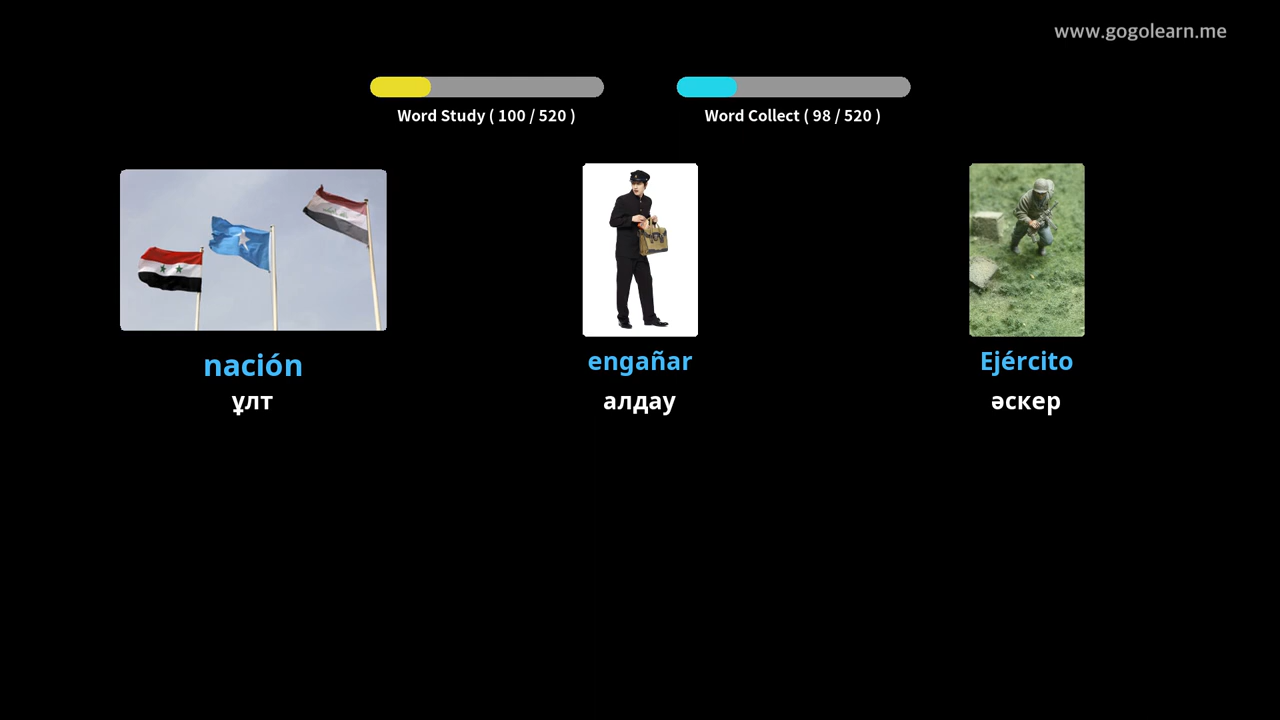 www.gogolearn.me
Word Study ( 100 / 520 )
Word Collect ( 98 / 520 )
nación
ұлт
engañar
алдау
Ejército
әскер